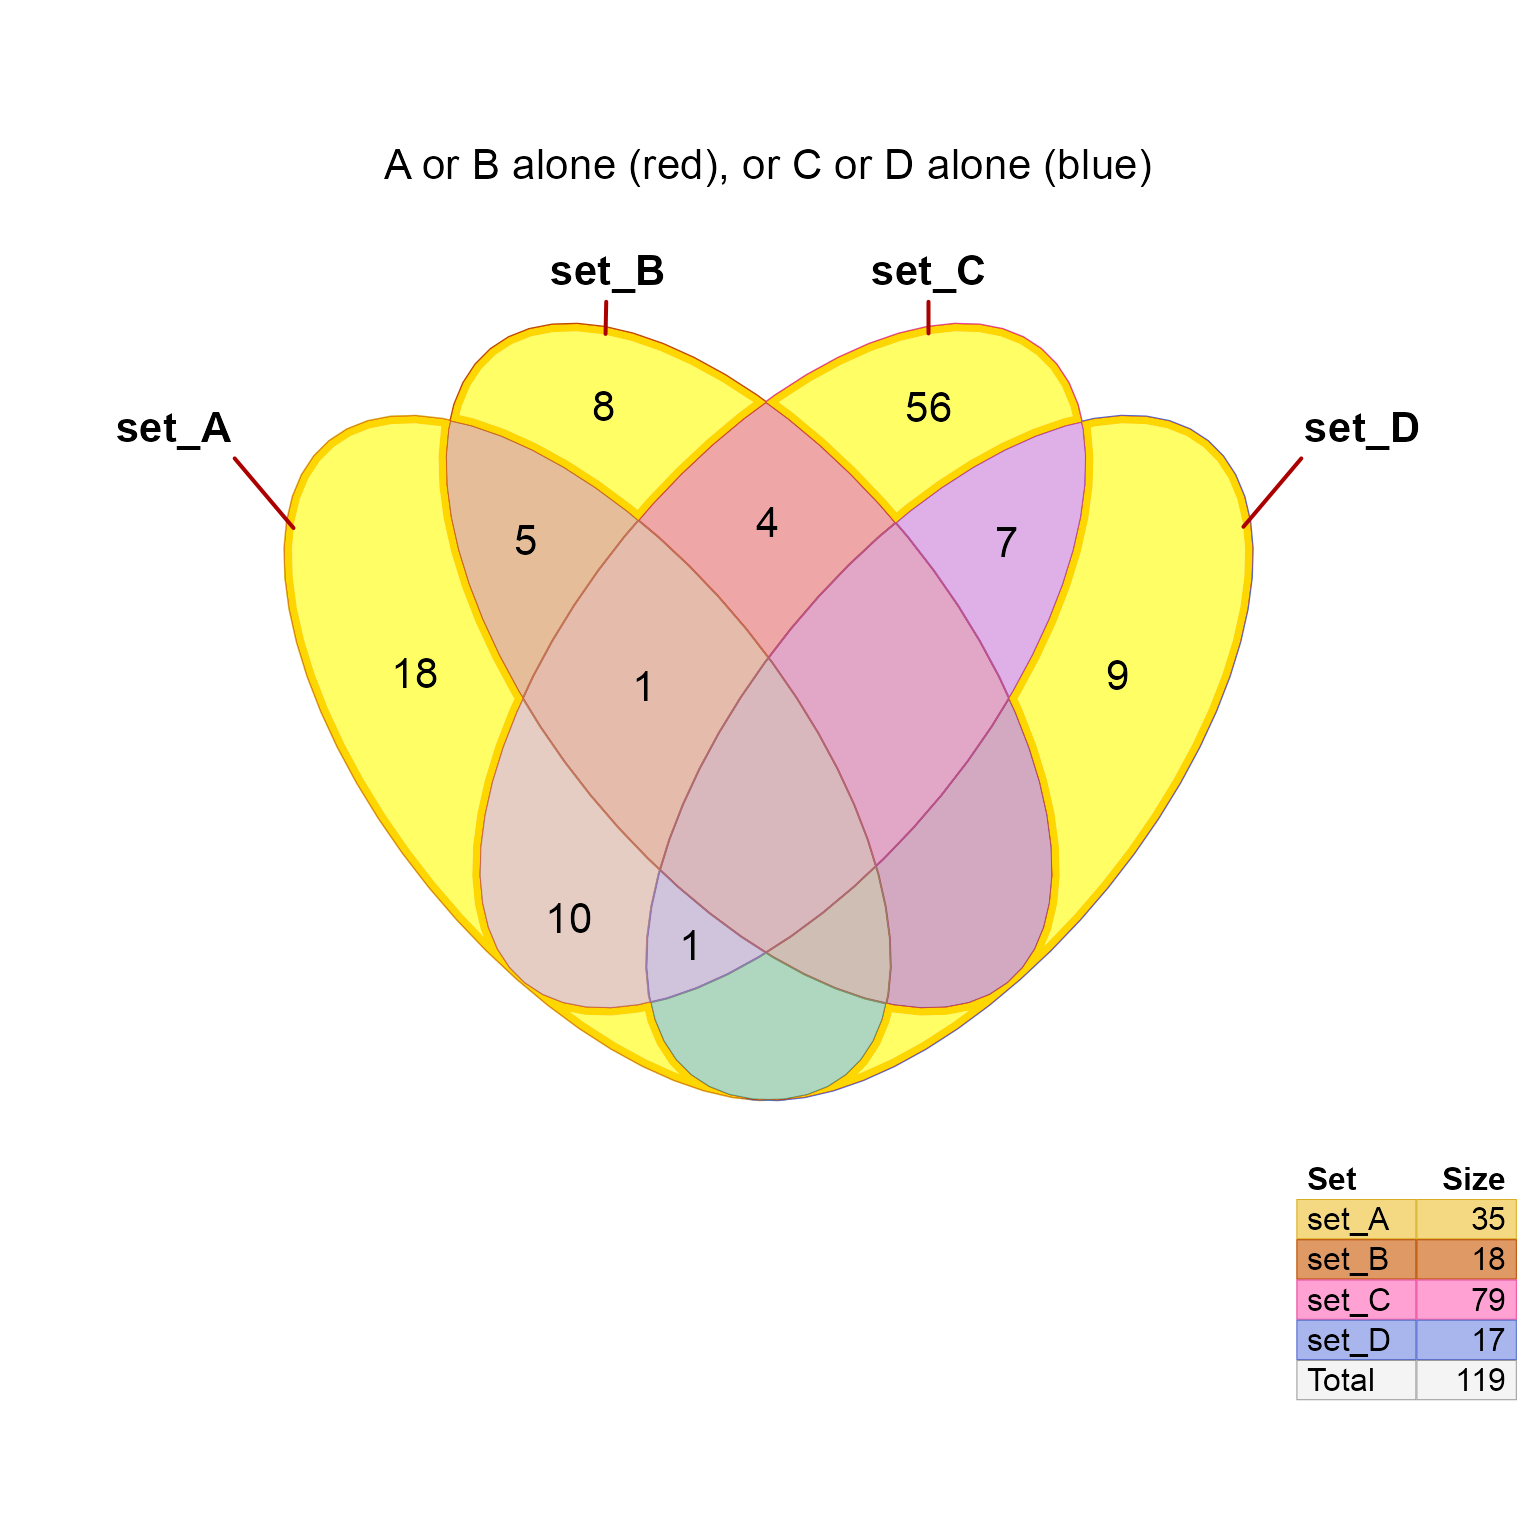 A or B alone (red), or C or D alone (blue)
set_B
set_C
set_A
set_D
8
56
5
4
7
18
1
9
10
1
Set Size
set_A 35
set_B 18
set_C 79
set_D 17
Total 119